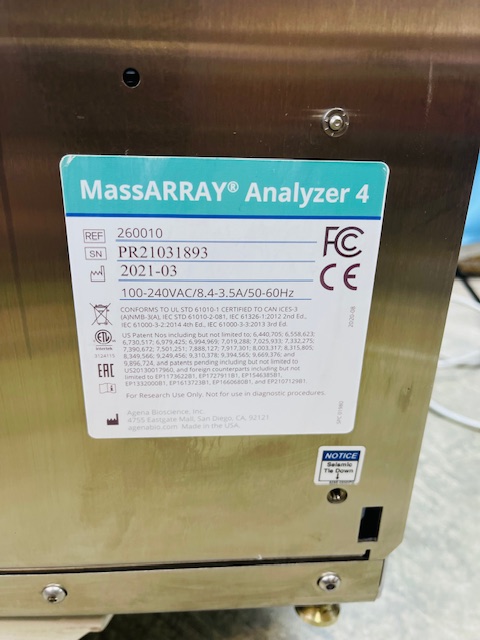 MassARRAY® Analyzer 4
REF 260010
SN PR21031893
2021-03
100-240VAC/8.4-3.5A/50-60Hz
FC
CE
CONFORMS TO UL STD 61010-1 CERTIFIED TO CAN ICES-3
(A)NMB-3(A), IEC STD 61010-2-081, IEC 61326-1:2012 2nd Ed.,
IEC 61000-3-2:2014 4th Ed., IEC 61000-3-3:2013 3rd Ed.
US Patent Nos including but not limited to; 6,440,705; 6,558,623;
6,730,517; 6,979,425; 6,994,969; 7,019,288; 7,025,933; 7,332,275;
7,390,672; 7,501,251; 7,888,127; 7,917,301; 8,003,317; 8,315,805;
8,349,566; 9,249,456; 9,310,378; 9,394,565; 9,669,376; and
9,896,724, and patents pending including but not limited to
US20130017960, and foreign counterparts including but not
limited to EP1173622B1, EP1727911B1, EP1546385B1,
EP1332000B1, EP1613723B1, EP1660680B1, and EP2107129B1.
Intertek
3124115
EAC
For Research Use Only. Not for use in diagnostic procedures.
Agena Bioscience, Inc.
4755 Eastgate Mall, San Diego, CA, 92121
agenabio.com Made in the USA.
2020-08
NOTICE
Seismic
Tie Down